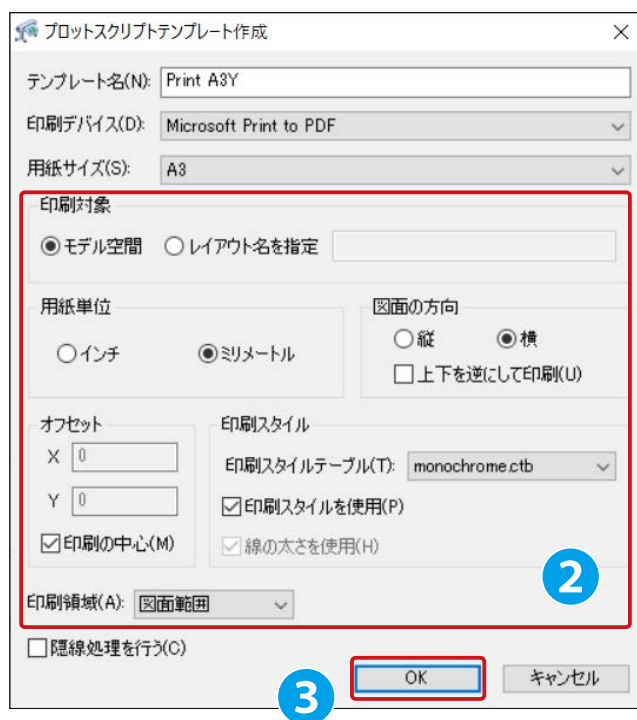 プロットスクリプトテンプレート作成
テンプレート名(N): Print A3Y
印刷デバイス(D): Microsoft Print to PDF
用紙サイズ(S): A3
印刷対象
モデル空間 レイアウト名を指定
用紙単位
インチ ミリメートル
図面の方向
縦 横
上下を逆にして印刷(U)
オフセット
X 0
Y 0
印刷の中心(M)
印刷スタイル
印刷スタイルテーブル(T): monochrome.ctb
印刷スタイルを使用(P)
線の太さを使用(H)
2
印刷領域(A): 図面範囲
隠線処理を行う(C)
3
OK キャンセル